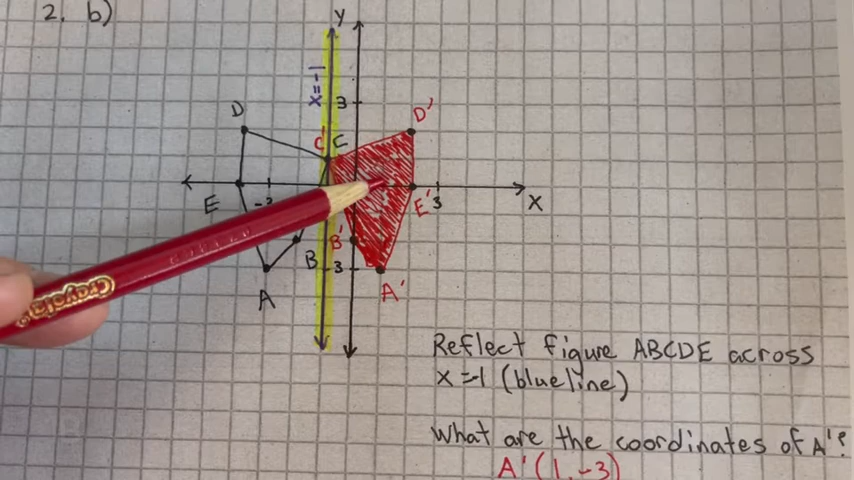 2. b)
Y
x=-1
3
D
D'
C'
C
E
-3
E'
3
X
B'
B
3
A
A'
Crayola
Reflect figure ABCDE across
x=-1 (blue line)
What are the coordinates of A'?
A'(1,-3)